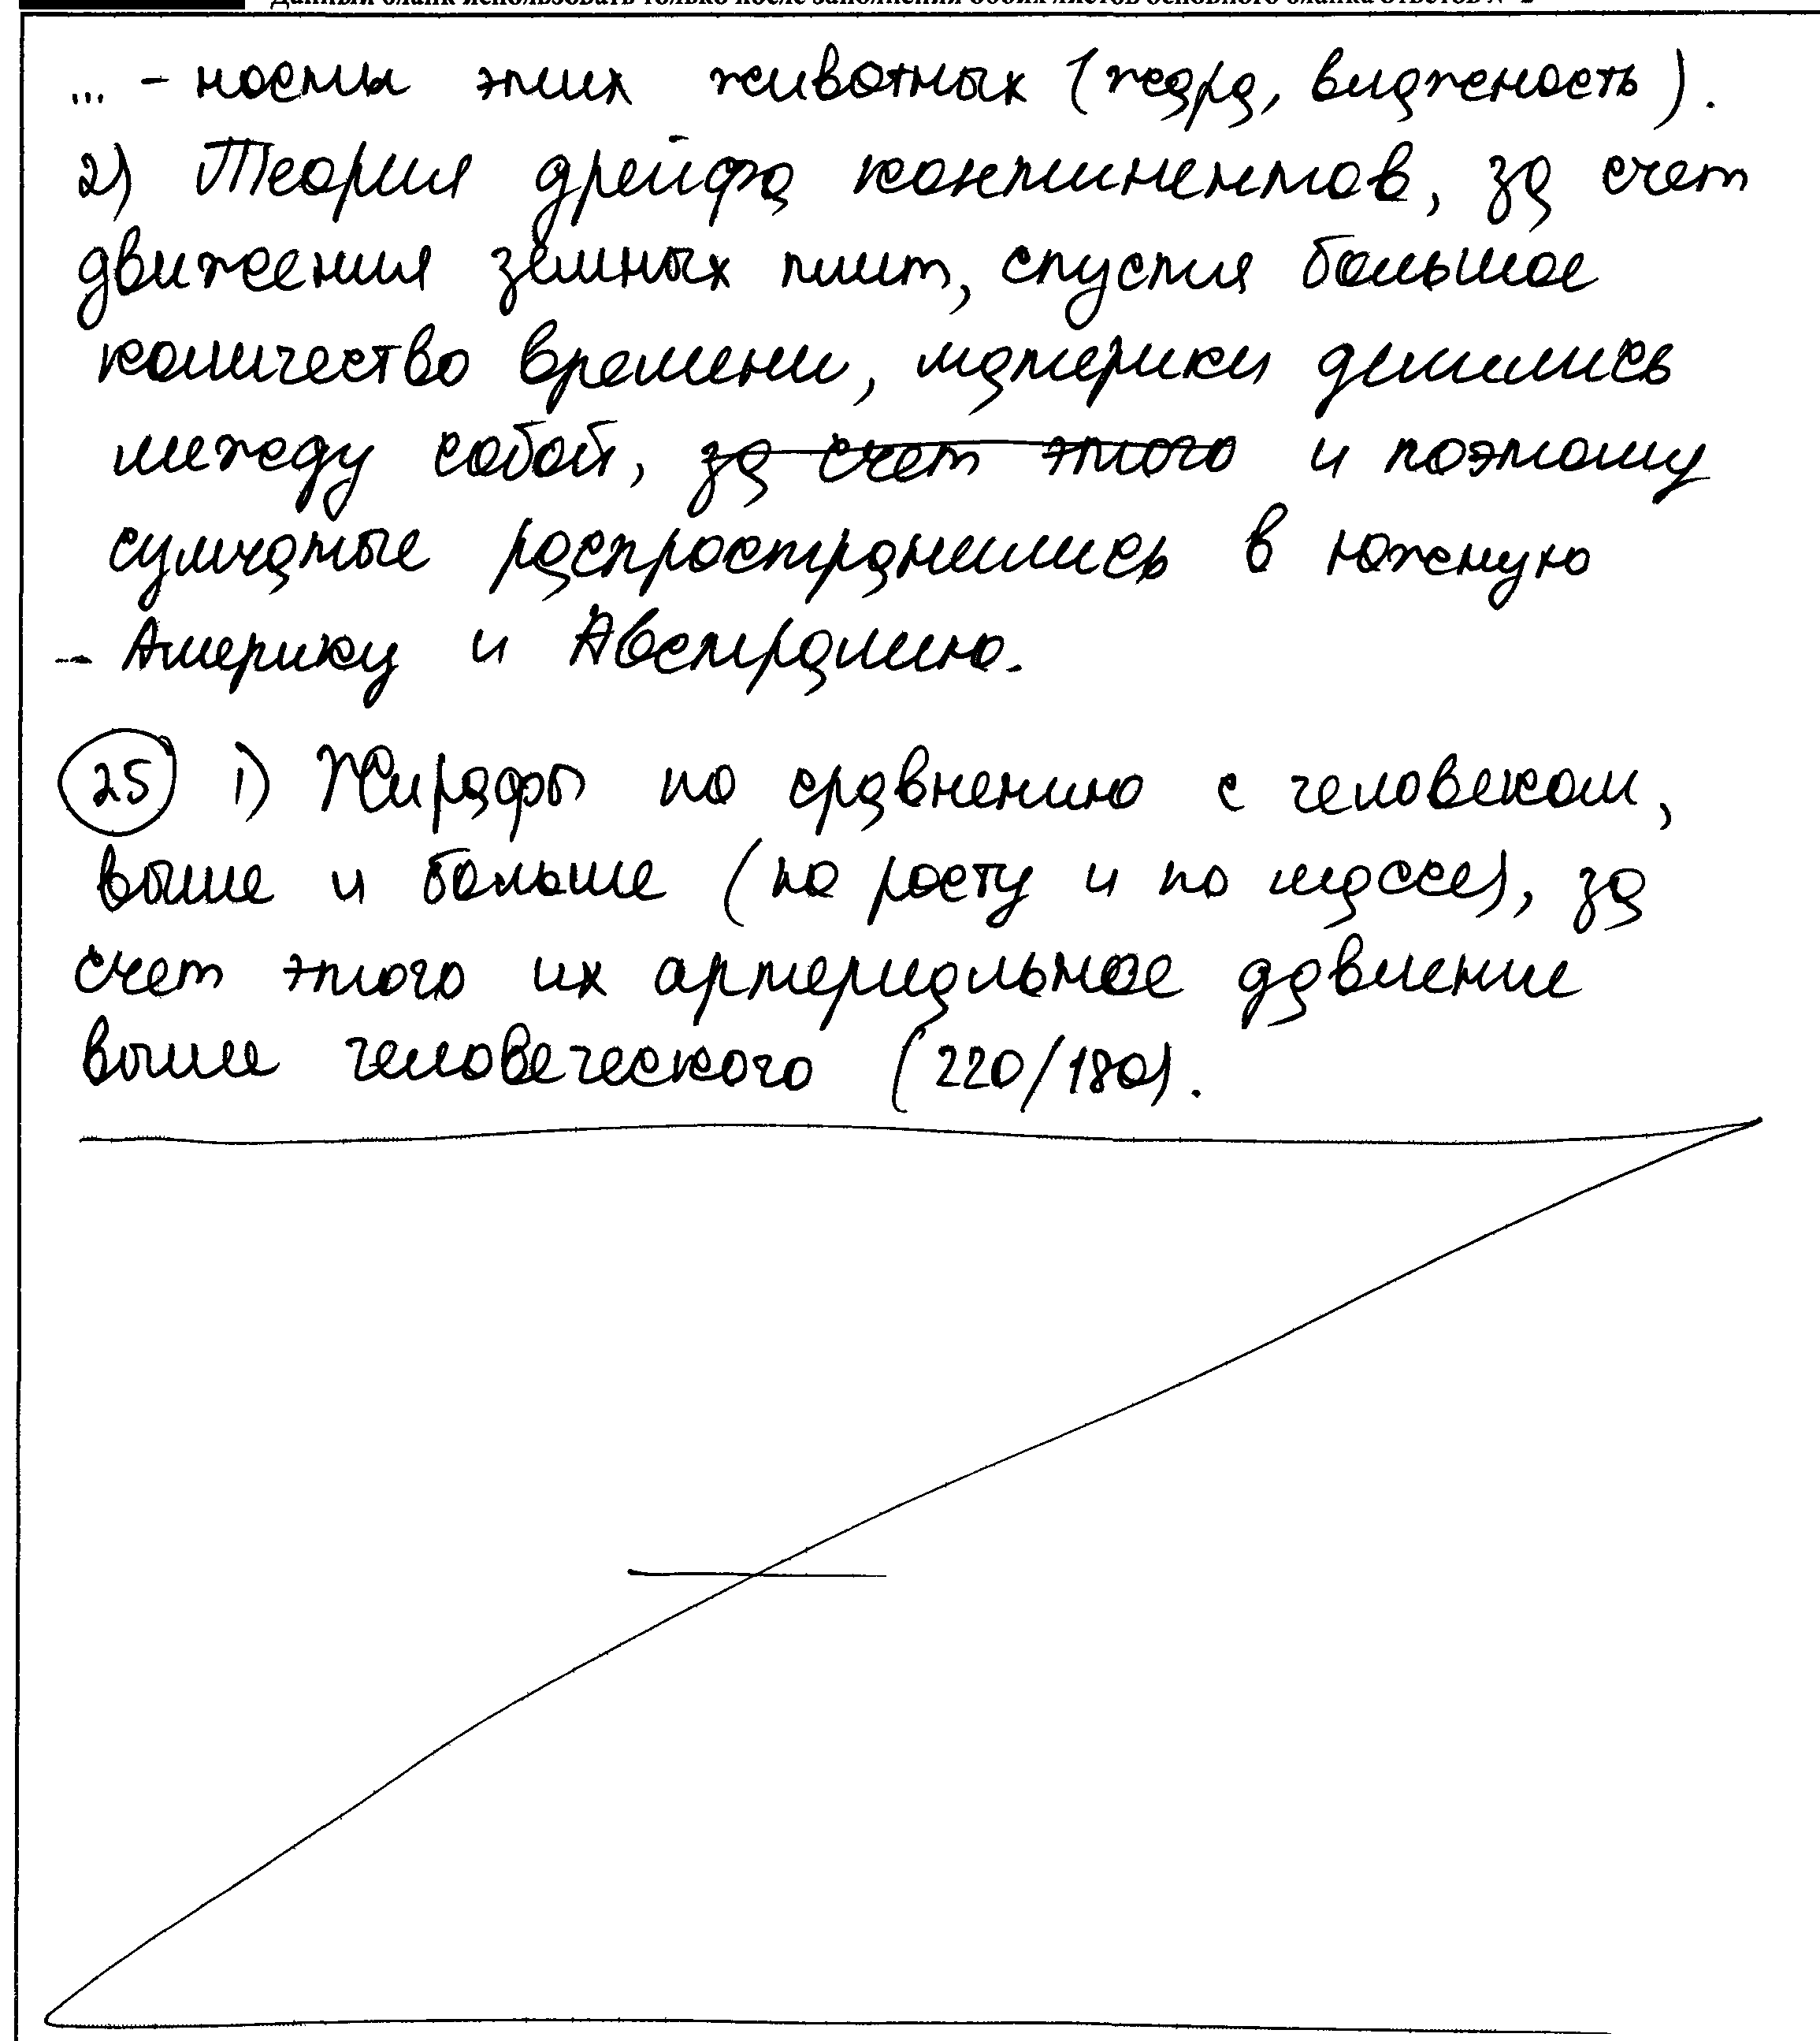 Данный бланк использовать только после заполнения обоих листов основного бланка ответов № 2
... - ности этих животных (жара, влажность).
2) Теория дрейфа континентов, за счет
движения земных плит, спустя большое
количество времени, материки делились
между собой, за счет этого и поэтому
сумчатые распространились в южную
- Америку и Австралию.
25 1) Жирафы по сравнению с человеком,
выше и больше (по росту и по массе), за
счет этого их артериальное давление
выше человеческого (220/180).